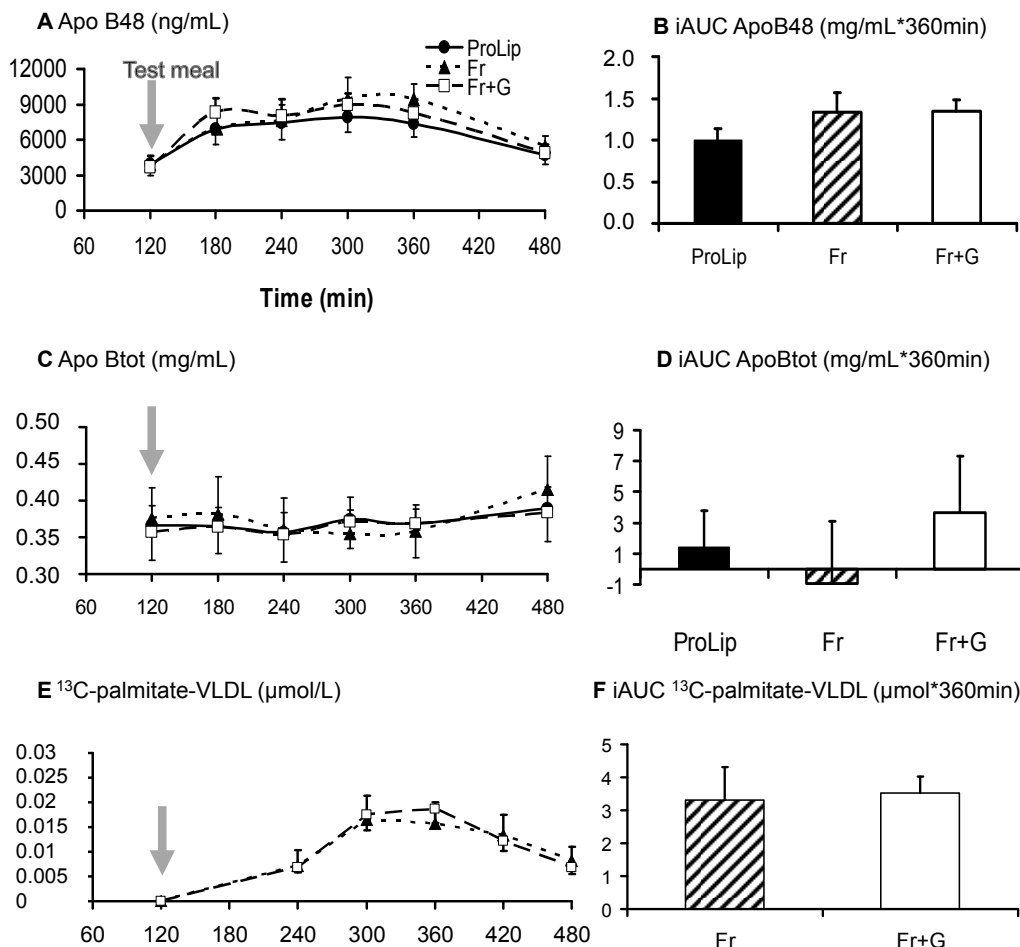 A Apo B48 (ng/mL)
ProLip
Fr
Fr+G
Test meal
12000
9000
6000
3000
0
60 120 180 240 300 360 420 480
Time (min)
B iAUC ApoB48 (mg/mL*360min)
2.0
1.5
1.0
0.5
0.0
ProLip Fr Fr+G
C Apo Btot (mg/mL)
0.50
0.45
0.40
0.35
0.30
60 120 180 240 300 360 420 480
D iAUC ApoBtot (mg/mL*360min)
9
7
5
3
1
-1
ProLip Fr Fr+G
E ¹³C-palmitate-VLDL (µmol/L)
0.03
0.025
0.02
0.015
0.01
0.005
0
60 120 180 240 300 360 420 480
F iAUC ¹³C-palmitate-VLDL (µmol*360min)
5
4
3
2
1
0
Fr Fr+G